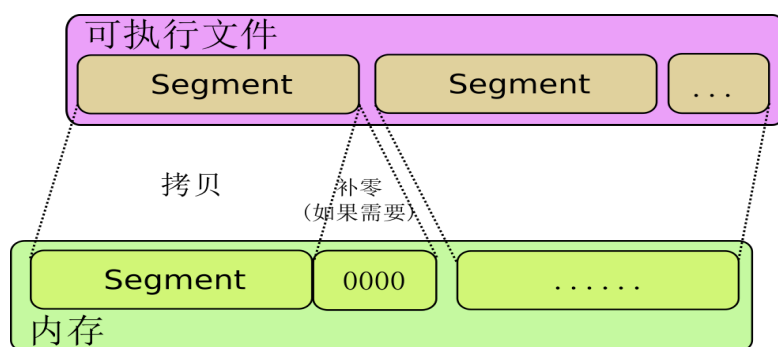 可执行文件
Segment Segment ...
拷贝
补零
(如果需要)
Segment 0000 ......
内存